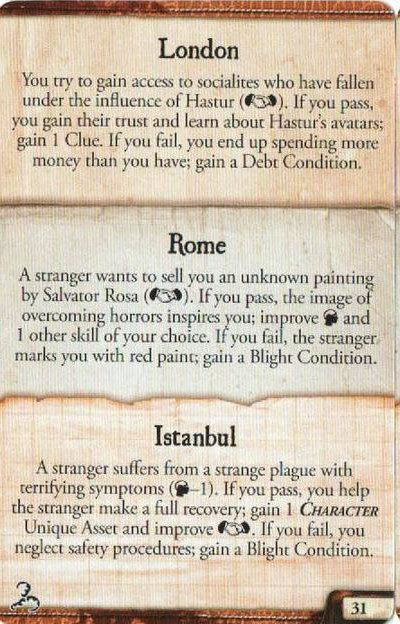 London
You try to gain access to socialites who have fallen
under the influence of Hastur ( ). If you pass,
you gain their trust and learn about Hastur's avatars;
gain 1 Clue. If you fail, you end up spending more
money than you have; gain a Debt Condition.
Rome
A stranger wants to sell you an unknown painting
by Salvator Rosa ( ). If you pass, the image of
overcoming horrors inspires you; improve and
1 other skill of your choice. If you fail, the stranger
marks you with red paint; gain a Blight Condition.
Istanbul
A stranger suffers from a strange plague with
terrifying symptoms ( –1). If you pass, you help
the stranger make a full recovery; gain 1 CHARACTER
Unique Asset and improve . If you fail, you
neglect safety procedures; gain a Blight Condition.
31